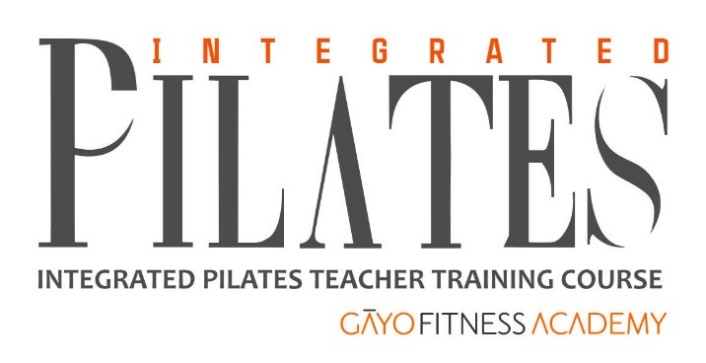 INTEGRATED
PILATES
INTEGRATED PILATES TEACHER TRAINING COURSE
GĀYO FITNESS ACADEMY